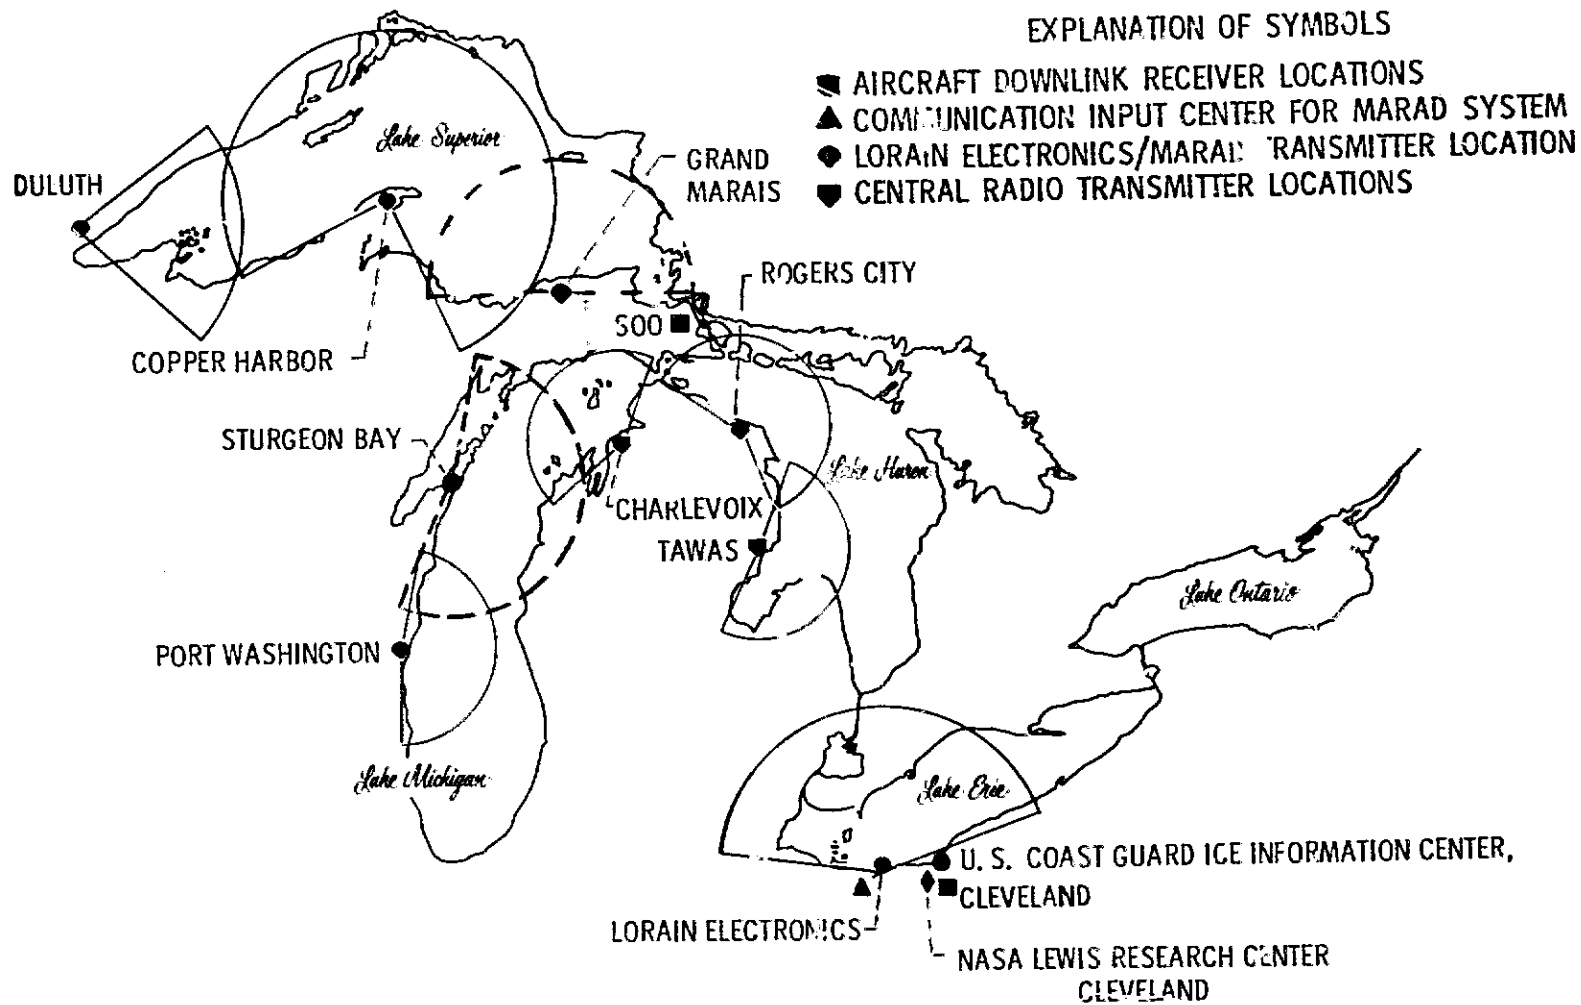 EXPLANATION OF SYMBOLS
AIRCRAFT DOWNLINK RECEIVER LOCATIONS
COMMUNICATION INPUT CENTER FOR MARAD SYSTEM
LORAIN ELECTRONICS/MARAD TRANSMITTER LOCATION
CENTRAL RADIO TRANSMITTER LOCATIONS
Lake Superior
GRAND
MARAIS
DULUTH
ROGERS CITY
SOO
COPPER HARBOR
STURGEON BAY
Lake Huron
CHARLEVOIX
TAWAS
Lake Ontario
PORT WASHINGTON
Lake Michigan
Lake Erie
U. S. COAST GUARD ICE INFORMATION CENTER,
CLEVELAND
LORAIN ELECTRONICS
NASA LEWIS RESEARCH CENTER
CLEVELAND